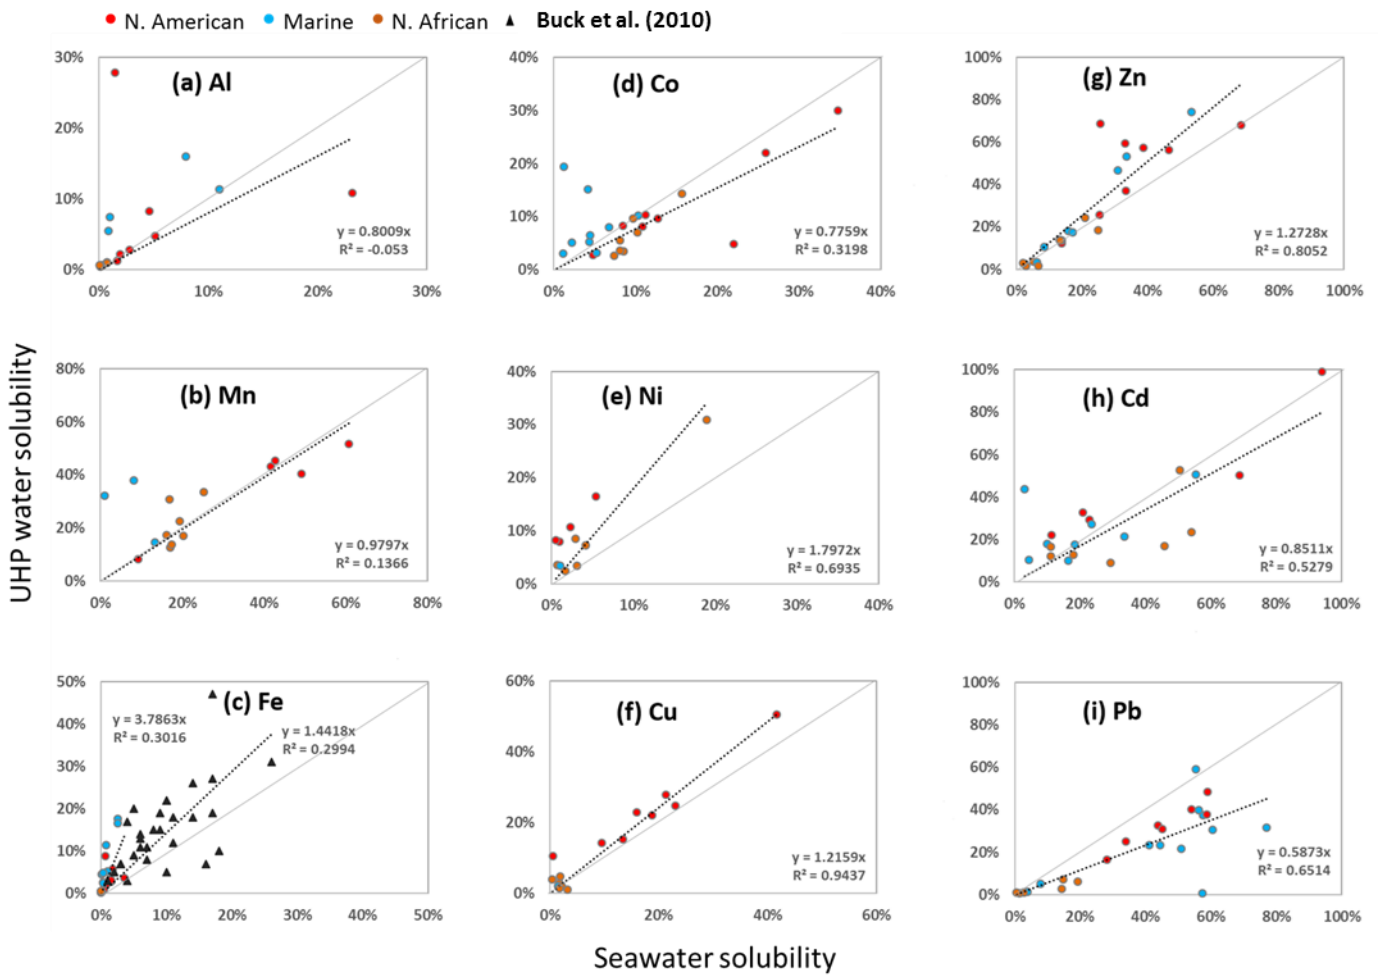 N. American Marine N. African Buck et al. (2010)
UHP water solubility
(a) Al
30%
20%
10%
0%
0% 10% 20% 30%
y = 0.8009x
R² = -0.053
(d) Co
40%
30%
20%
10%
0%
0% 10% 20% 30% 40%
y = 0.7759x
R² = 0.3198
(g) Zn
100%
80%
60%
40%
20%
0%
0% 20% 40% 60% 80% 100%
y = 1.2728x
R² = 0.8052
(b) Mn
80%
60%
40%
20%
0%
0% 20% 40% 60% 80%
y = 0.9797x
R² = 0.1366
(e) Ni
40%
30%
20%
10%
0%
0% 10% 20% 30% 40%
y = 1.7972x
R² = 0.6935
(h) Cd
100%
80%
60%
40%
20%
0%
0% 20% 40% 60% 80% 100%
y = 0.8511x
R² = 0.5279
(c) Fe
50%
40%
30%
20%
10%
0%
0% 10% 20% 30% 40% 50%
y = 3.7863x
R² = 0.3016
y = 1.4418x
R² = 0.2994
(f) Cu
60%
40%
20%
0%
0% 20% 40% 60%
y = 1.2159x
R² = 0.9437
(i) Pb
100%
80%
60%
40%
20%
0%
0% 20% 40% 60% 80% 100%
y = 0.5873x
R² = 0.6514
Seawater solubility